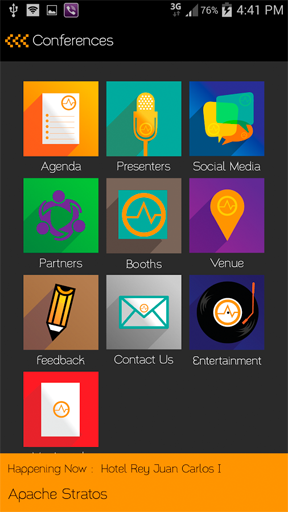 3G 76% 4:41 PM
Conferences
Agenda Presenters Social Media
Partners Booths Venue
Feedback Contact Us Entertainment
Happening Now : Hotel Rey Juan Carlos I
Apache Stratos